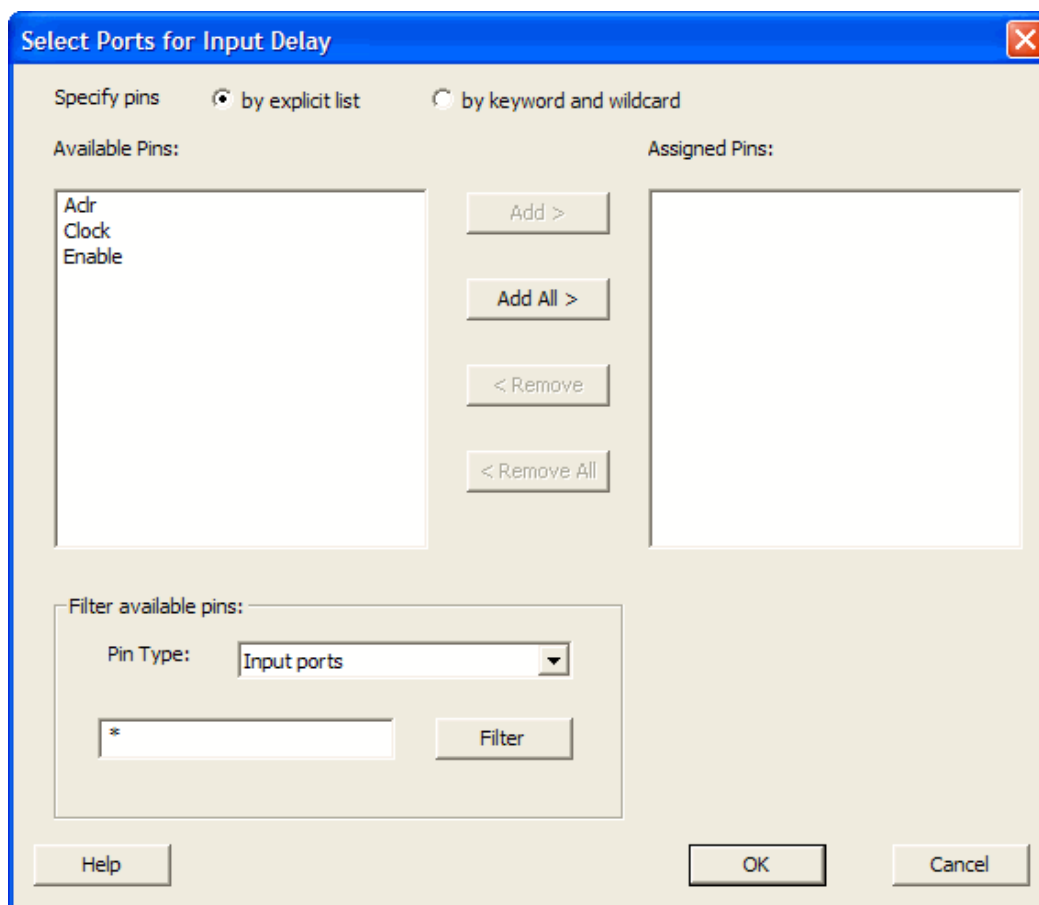 Select Ports for Input Delay
Specify pins by explicit list by keyword and wildcard
Available Pins: Assigned Pins:
Aclr
Clock
Enable
Add >
Add All >
< Remove
< Remove All
Filter available pins:
Pin Type: Input ports
* Filter
Help OK Cancel